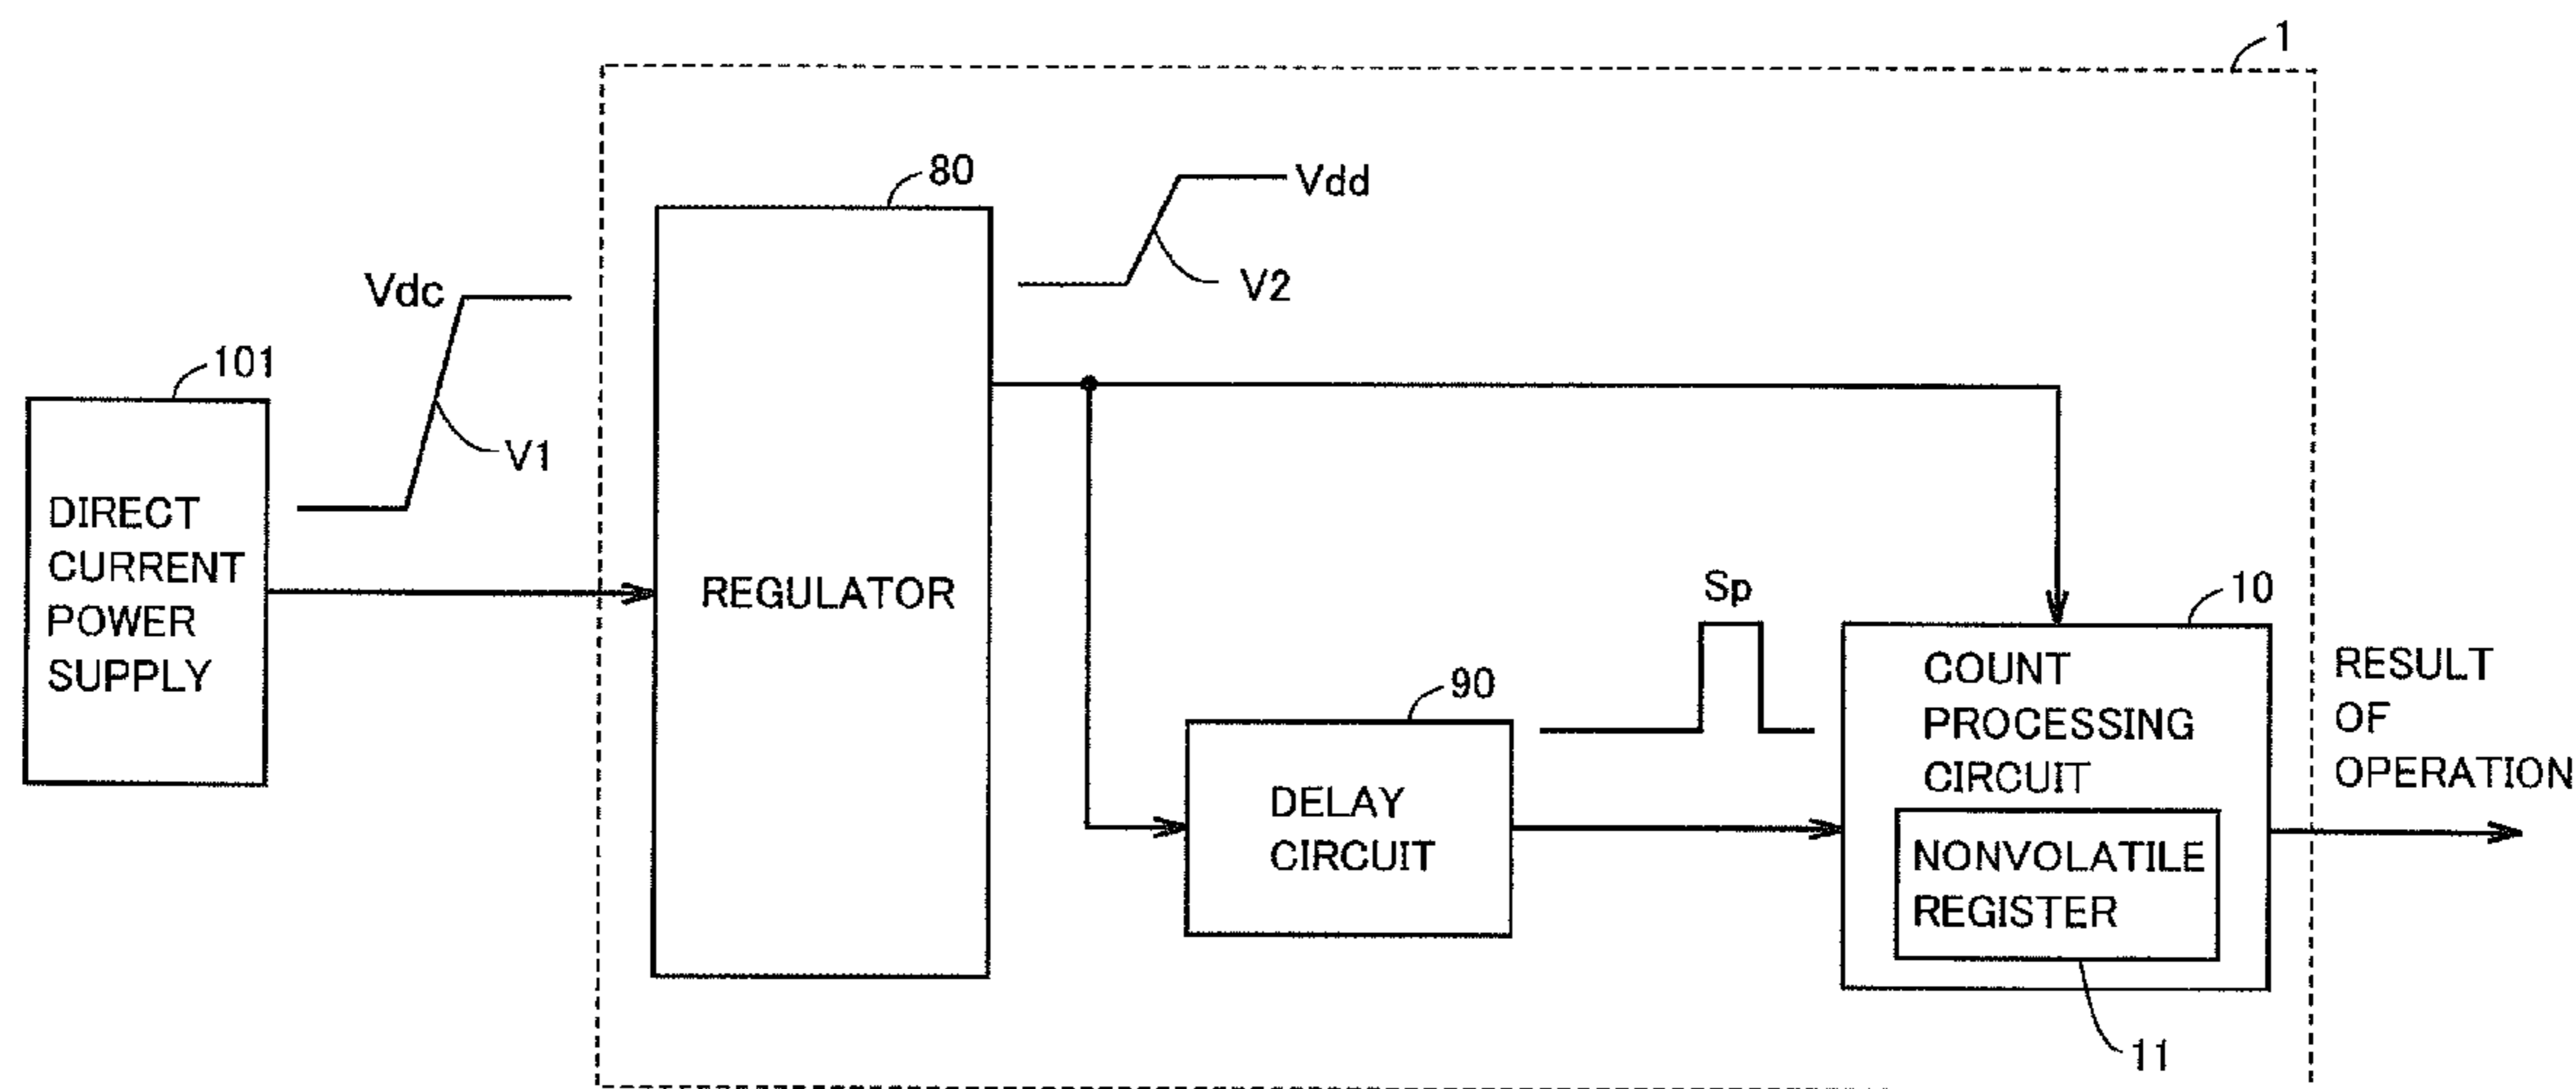 1
80
Vdd
V2
Vdc
101
V1
DIRECT
CURRENT
POWER
SUPPLY
REGULATOR
Sp
10
90
COUNT
PROCESSING
CIRCUIT
RESULT
OF
OPERATION
DELAY
CIRCUIT
NONVOLATILE
REGISTER
11